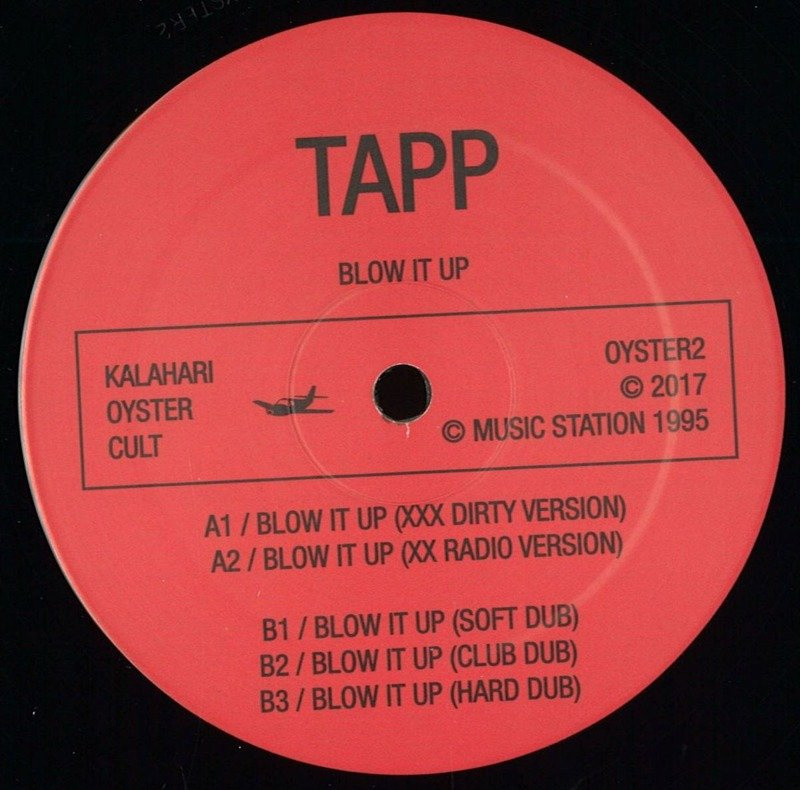 TAPP
BLOW IT UP
KALAHARI
OYSTER
CULT
OYSTER2
© 2017
© MUSIC STATION 1995
A1 / BLOW IT UP (XXX DIRTY VERSION)
A2 / BLOW IT UP (XX RADIO VERSION)
B1 / BLOW IT UP (SOFT DUB)
B2 / BLOW IT UP (CLUB DUB)
B3 / BLOW IT UP (HARD DUB)